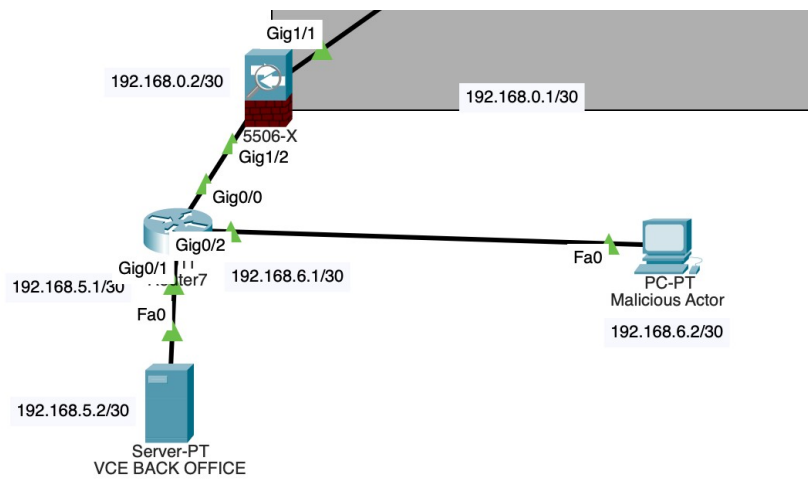 Gig1/1
192.168.0.2/30
192.168.0.1/30
5506-X
Gig1/2
Gig0/0
Gig0/2
Fa0
Gig0/1
192.168.6.1/30
192.168.5.1/30
PC-PT
Malicious Actor
Fa0
192.168.6.2/30
192.168.5.2/30
Server-PT
VCE BACK OFFICE